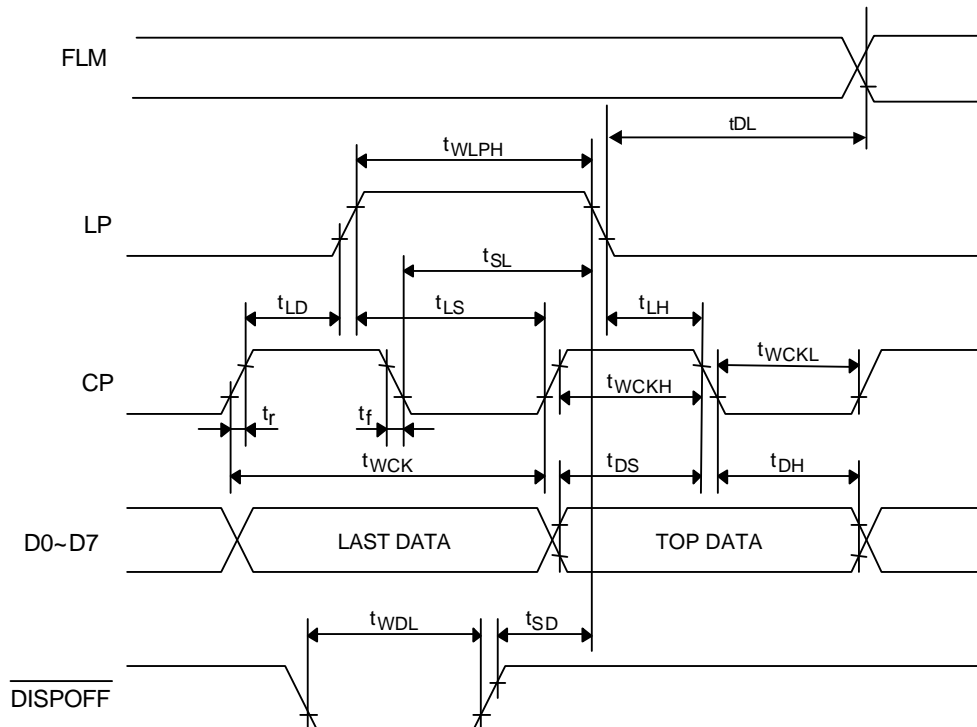 FLM
tDL
tWLPH
LP
tSL
tLD
tLS
tLH
tWCKL
CP
tWCKH
tr
tf
tWCK
tDS
tDH
D0~D7
LAST DATA
TOP DATA
tWDL
tSD
DISPOFF